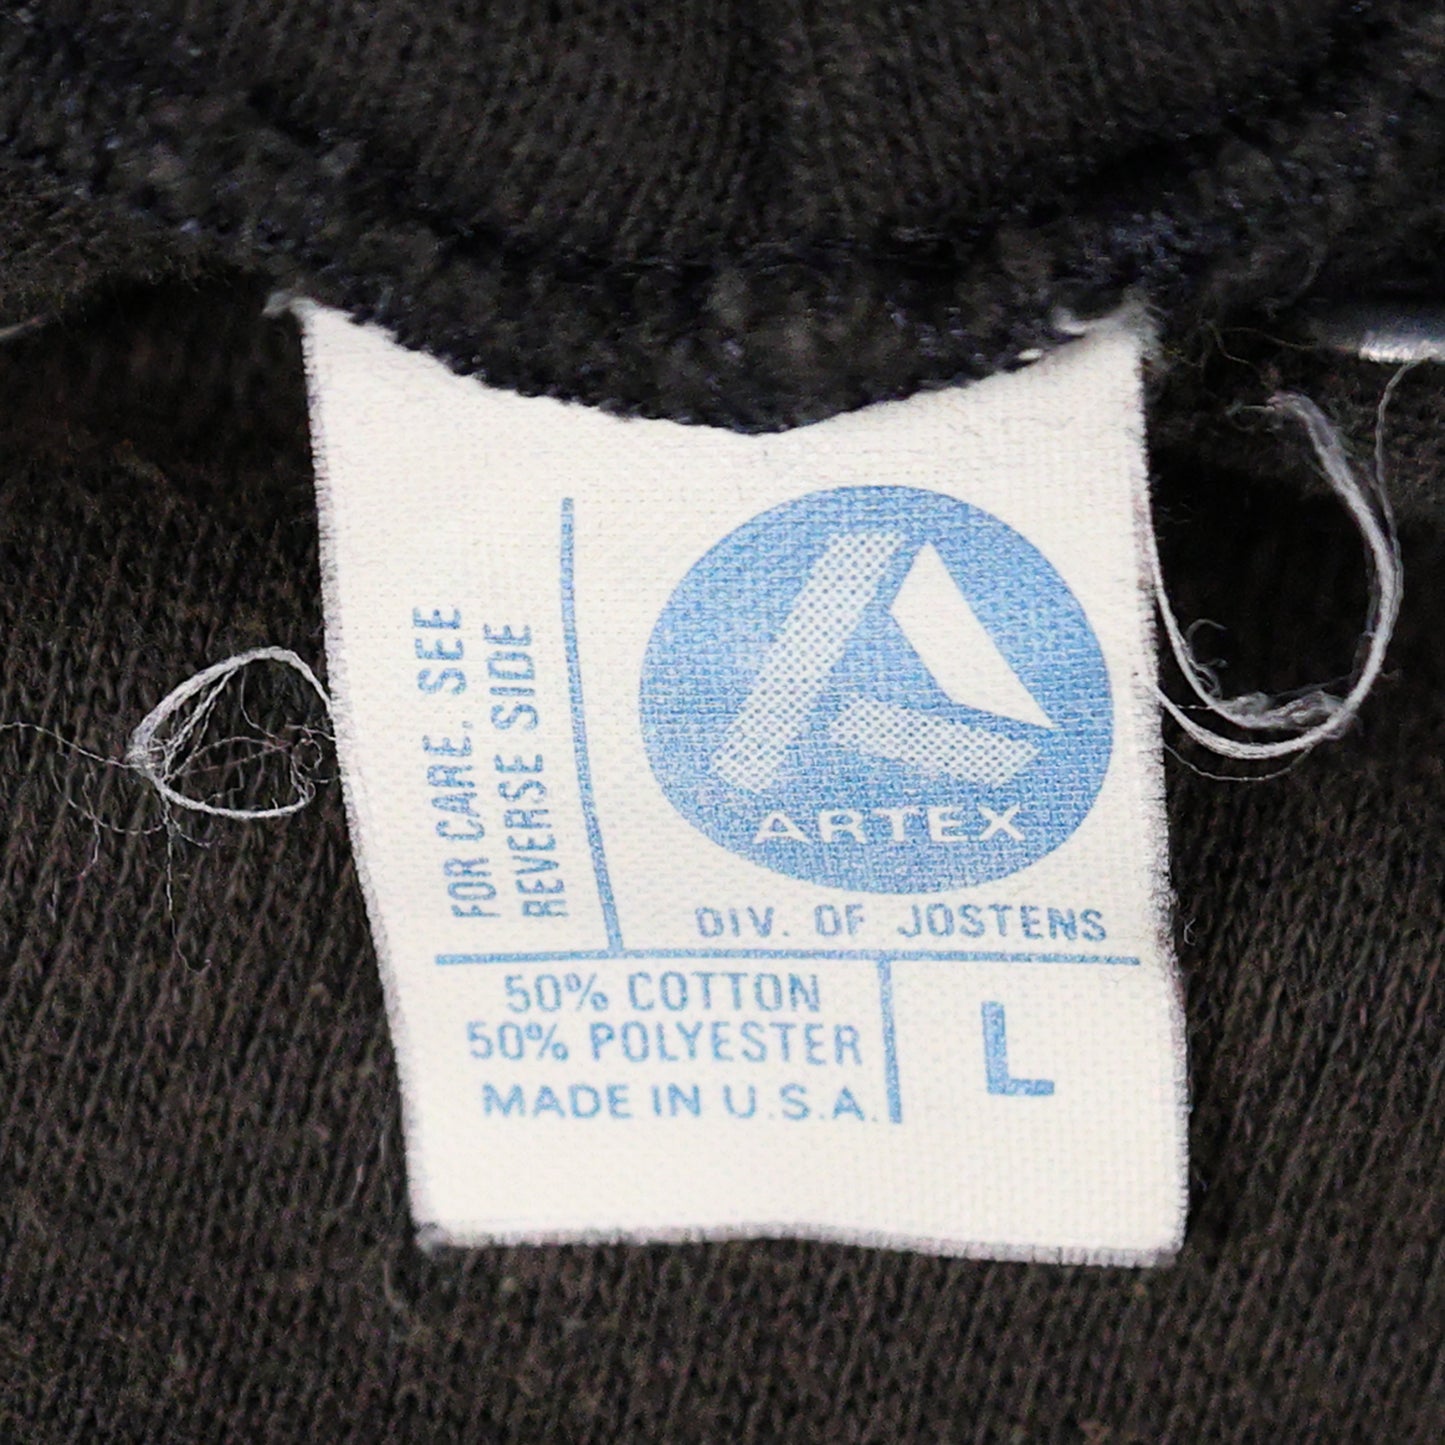 FOR CARE, SEE
REVERSE SIDE
ARTEX
DIV. OF JOSTENS
50% COTTON
50% POLYESTER
MADE IN U.S.A.
L